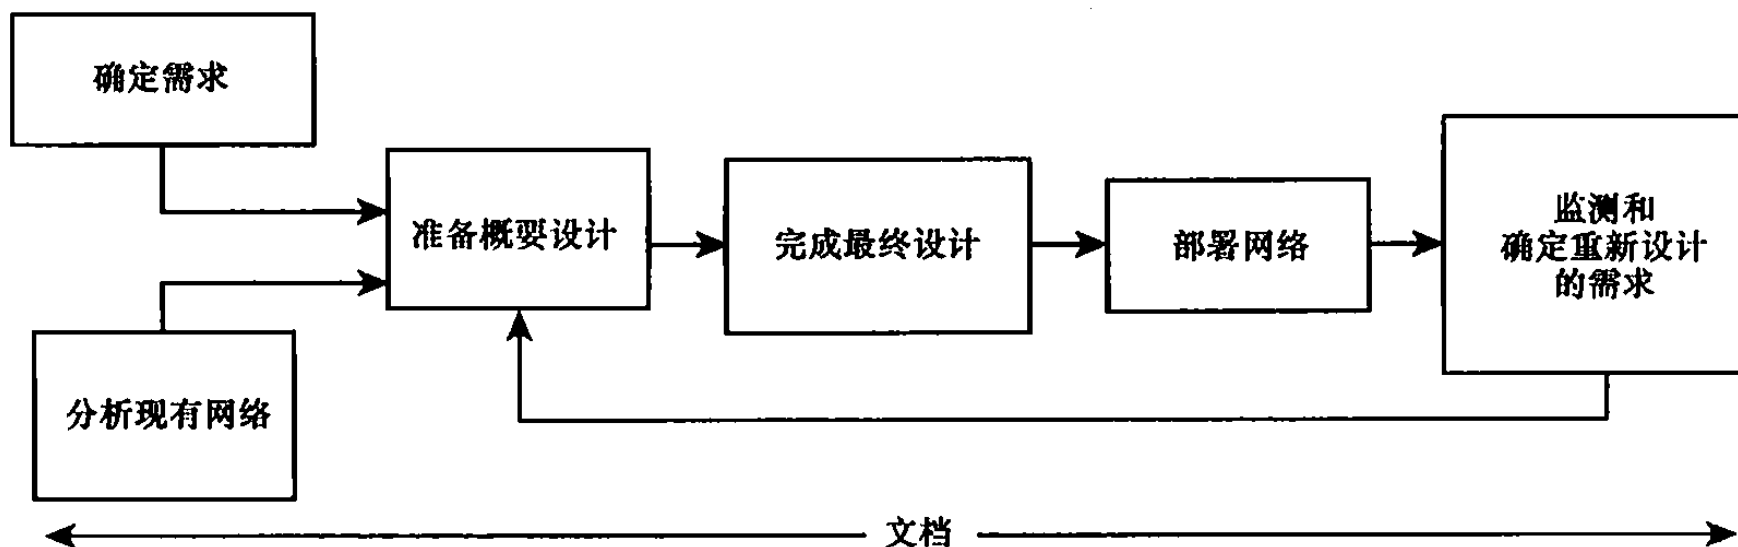 确定需求
准备概要设计
完成最终设计
部署网络
监测和
确定重新设计
的需求
分析现有网络
文档